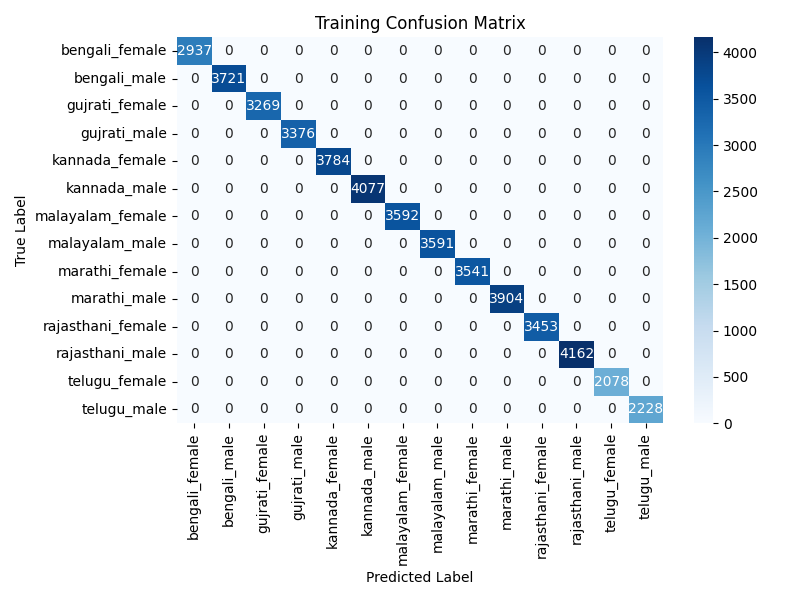 Training Confusion Matrix
True Label
bengali_female 2937 0 0 0 0 0 0 0 0 0 0 0 0 0
bengali_male 0 3721 0 0 0 0 0 0 0 0 0 0 0 0
gujrati_female 0 0 3269 0 0 0 0 0 0 0 0 0 0 0
gujrati_male 0 0 0 3376 0 0 0 0 0 0 0 0 0 0
kannada_female 0 0 0 0 3784 0 0 0 0 0 0 0 0 0
kannada_male 0 0 0 0 0 4077 0 0 0 0 0 0 0 0
malayalam_female 0 0 0 0 0 0 3592 0 0 0 0 0 0 0
malayalam_male 0 0 0 0 0 0 0 3591 0 0 0 0 0 0
marathi_female 0 0 0 0 0 0 0 0 3541 0 0 0 0 0
marathi_male 0 0 0 0 0 0 0 0 0 3904 0 0 0 0
rajasthani_female 0 0 0 0 0 0 0 0 0 0 3453 0 0 0
rajasthani_male 0 0 0 0 0 0 0 0 0 0 0 4162 0 0
telugu_female 0 0 0 0 0 0 0 0 0 0 0 0 2078 0
telugu_male 0 0 0 0 0 0 0 0 0 0 0 0 0 2228
bengali_female
bengali_male
gujrati_female
gujrati_male
kannada_female
kannada_male
malayalam_female
malayalam_male
marathi_female
marathi_male
rajasthani_female
rajasthani_male
telugu_female
telugu_male
Predicted Label
4000
3500
3000
2500
2000
1500
1000
500
0